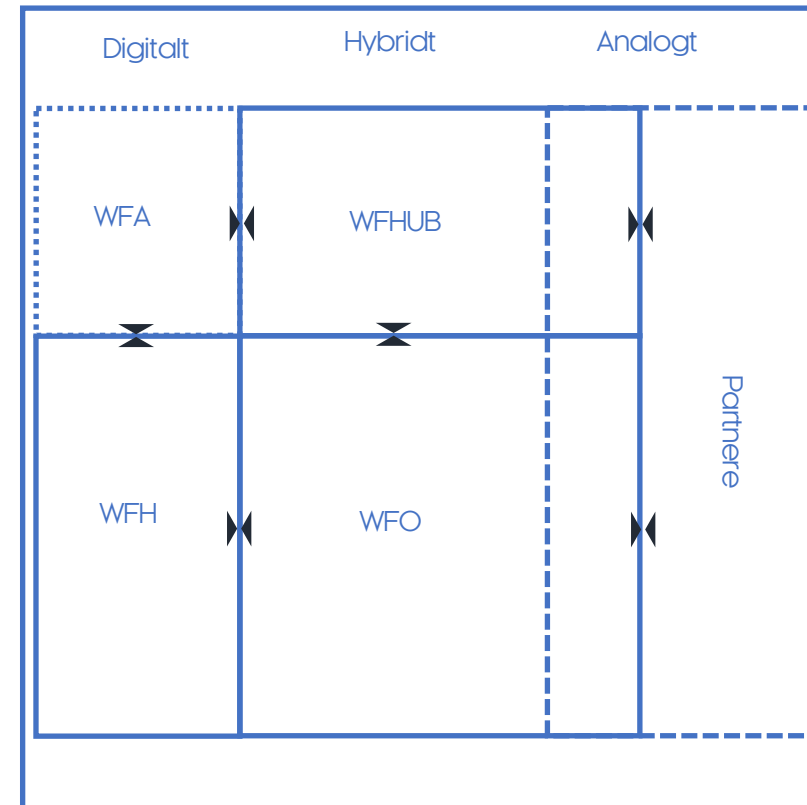 Digitalt
Hybridt
Analogt
WFA
WFHUB
Partnere
WFH
WFO